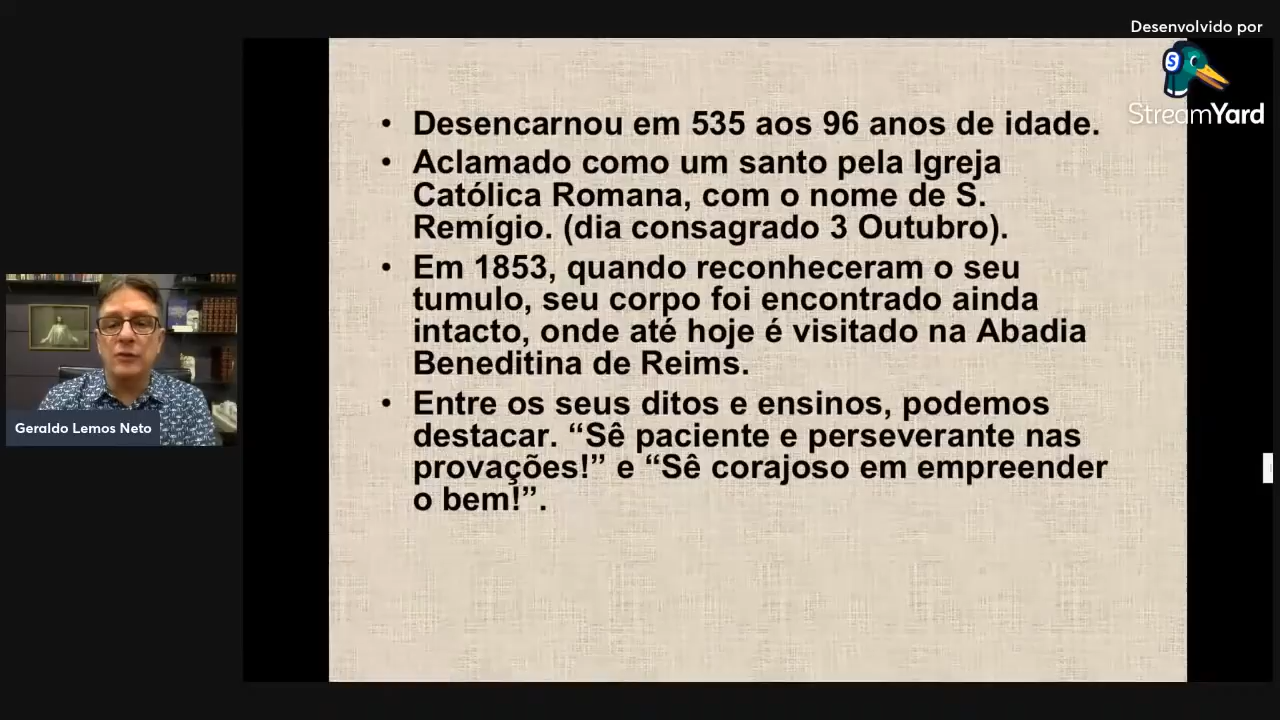 Desenvolvido por
StreamYard
• Desencarnou em 535 aos 96 anos de idade.
• Aclamado como um santo pela Igreja
Católica Romana, com o nome de S.
Remígio. (dia consagrado 3 Outubro).
• Em 1853, quando reconheceram o seu
tumulo, seu corpo foi encontrado ainda
intacto, onde até hoje é visitado na Abadia
Beneditina de Reims.
• Entre os seus ditos e ensinos, podemos
destacar. “Sê paciente e perseverante nas
provações!” e “Sê corajoso em empreender
o bem!”.
Geraldo Lemos Neto